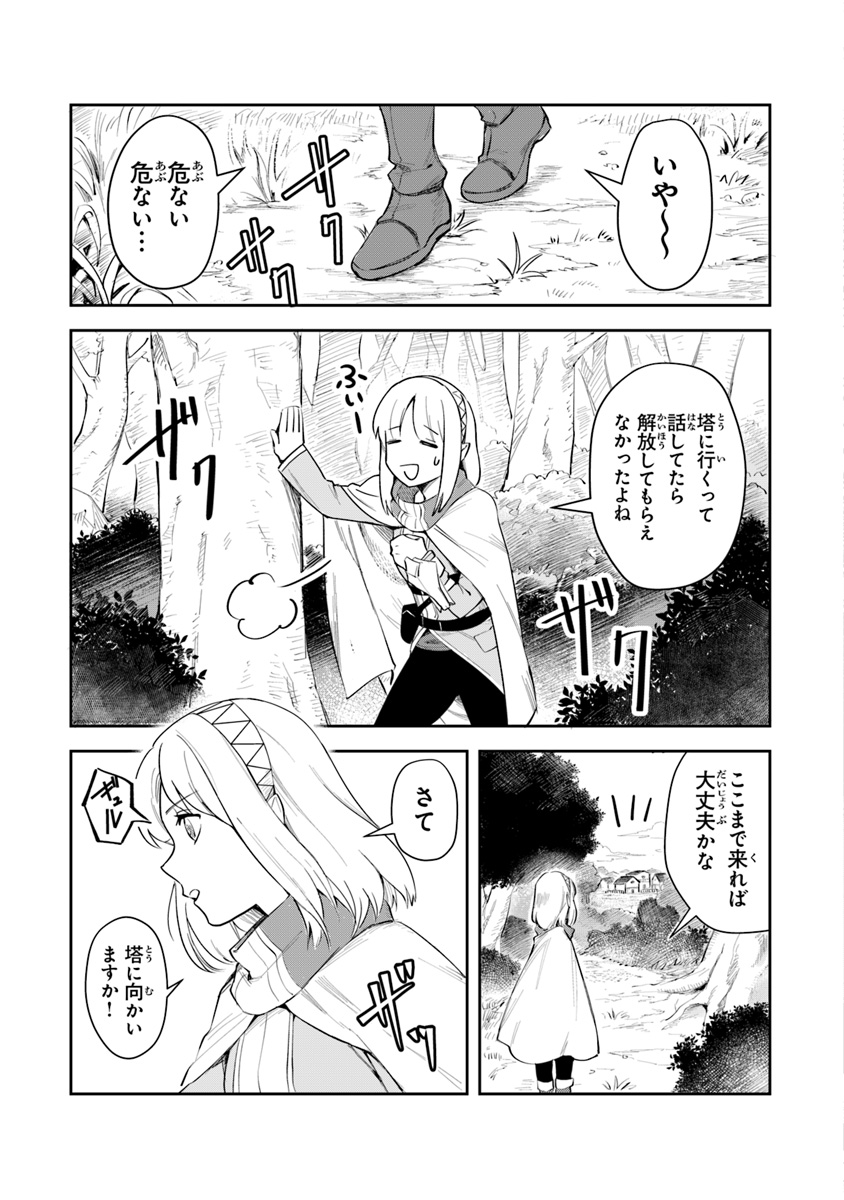 いや〜〜
危ない
危ない…
ザク
ザク
塔に行くって
話してたら
解放してもらえ
なかったよね
ふぃー
ザク
ザク
ここまで来れば
大丈夫かな
さて
ギュル
塔に向かい
ますか！
ザッ